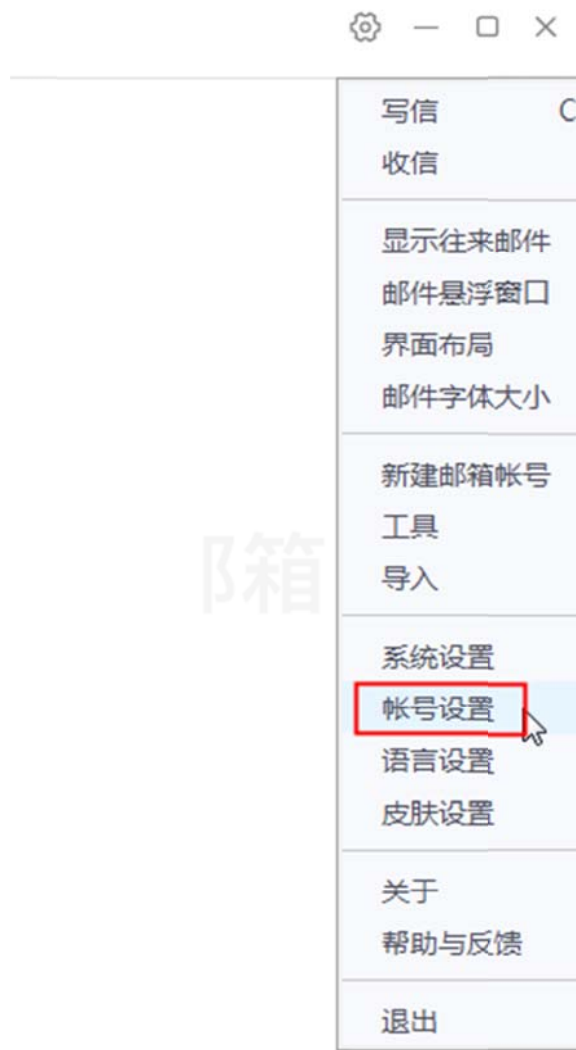 写信 C
收信
显示往来邮件
邮件悬浮窗口
界面布局
邮件字体大小
新建邮箱帐号
工具
导入
箱
系统设置
帐号设置
语言设置
皮肤设置
关于
帮助与反馈
退出